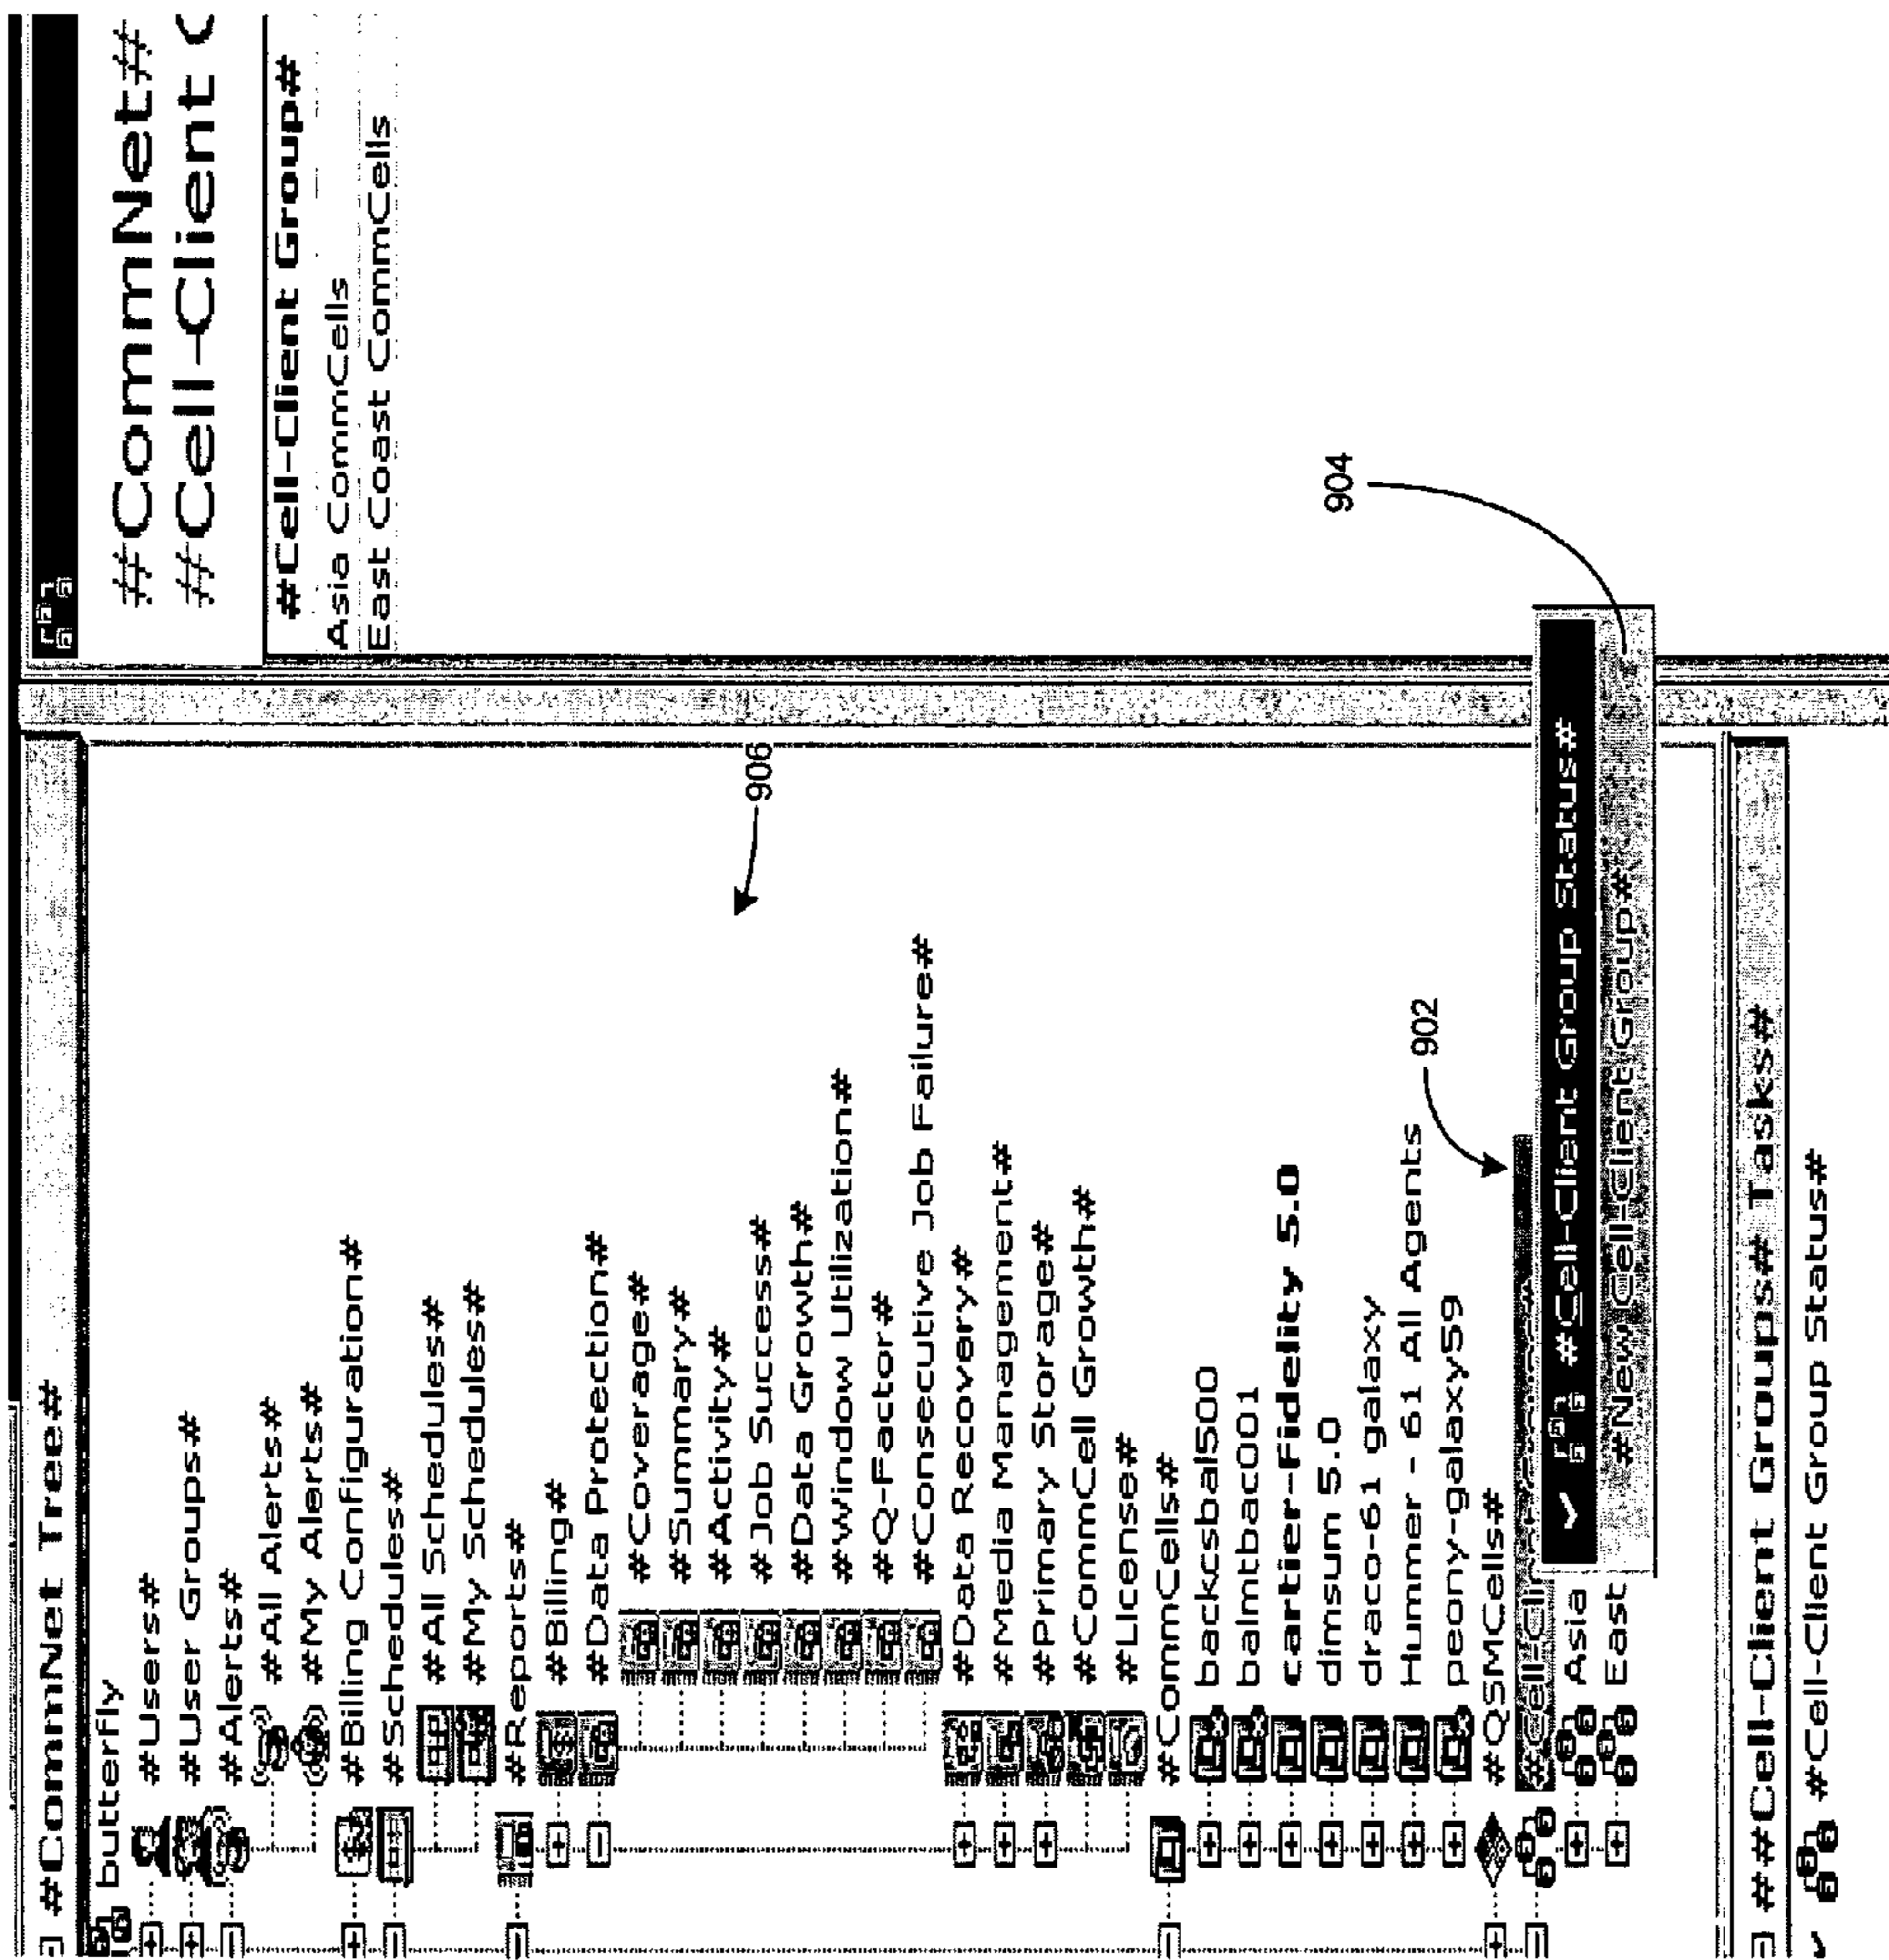 #CommNet Tree#
butterfly
#Users#
#User Groups#
#Alerts#
#All Alerts#
#My Alerts#
#Billing Configuration#
#Schedules#
#All Schedules#
#My Schedules#
#Reports#
#Billing#
#Data Protection#
#Coverage#
#Summary#
#Activity#
#Job Success#
#Data Growth#
#Window Utilization#
#Q-Factor#
#Consecutive Job Failure#
#Data Recovery#
#Media Management#
#Primary Storage#
#CommCell Growth#
#License#
#CommCells#
backcsbal500
balmtbac001
cartier-Fidelity 5.0
dimsum 5.0
draco-61 galaxy
Hummer - 61 All Agents
peony-galaxy59
#QSMCells#
Asia
East
#Cell-Client Group Status#
#New Cell-Client Group#
##Cell-Client Groups# Tasks#
#Cell-Client Group Status#
906
902
904
#CommNet#
#Cell-Client
#Cell-Client Group#
Asia CommCells
East Coast CommCells